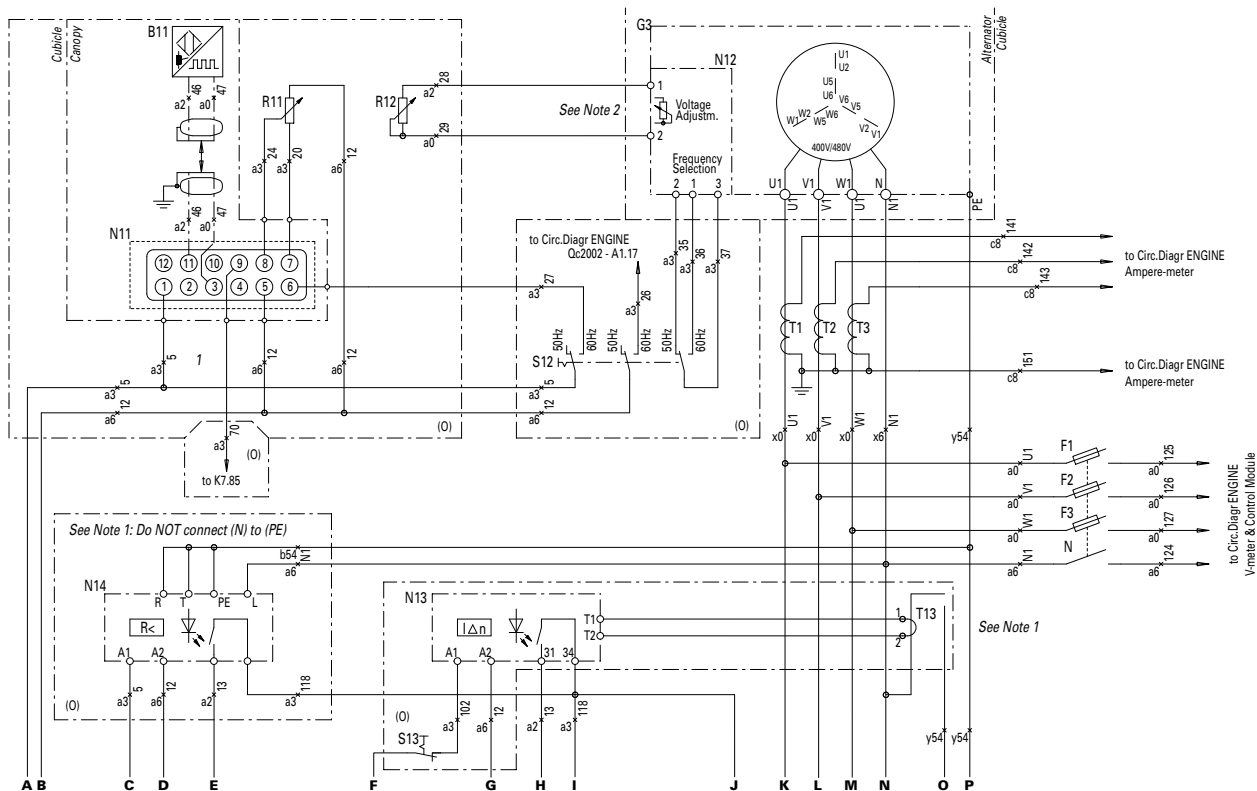 Cubicle
Canopy
B11
G3
Alternator
Cubicle
U1
U2
U5
U6
V6
V5
W2
W1
W6
W5
V2
V1
400V/480V
N12
1
2
Voltage
Adjustm.
Frequency
Selection
2
1
3
46
47
a2
a0
R11
R12
28
a2
29
a0
See Note 2
24
20
12
a3
a3
a6
46
47
a2
a0
N11
12
11
10
9
8
7
1
2
3
4
5
6
U1
V1
W1
N
U1
V1
U1
N1
PE
141
c8
142
c8
143
c8
to Circ.Diagr ENGINE
Ampere-meter
to Circ.Diagr ENGINE
Qc2002 - A1.17
35
36
37
a3
a3
a3
27
a3
26
a3
50Hz
60Hz
50Hz
60Hz
50Hz
60Hz
S12
T1
T2
T3
151
c8
to Circ.Diagr ENGINE
Ampere-meter
5
a3
1
12
a6
12
a6
5
a3
12
a6
5
a3
12
a6
(O)
(O)
70
a3
(O)
to K7.85
U1
V1
W1
N1
x0
x0
x0
x6
y54
U1
a0
F1
125
a0
V1
a0
F2
126
a0
W1
a0
F3
127
a0
N1
a6
N
124
a6
to Circ.Diagr ENGINE
V-meter & Control Module
See Note 1: Do NOT connect (N) to (PE)
b54
N1
a6
N14
R
T
PE
L
R<
A1
A2
5
12
13
118
a3
a6
a2
a3
(O)
N13
I△n
T1
T2
A1
A2
31
34
1
2
T13
See Note 1
102
12
13
118
a3
a6
a2
a3
(O)
S13
y54
y54
A
B
C
D
E
F
G
H
I
J
K
L
M
N
O
P